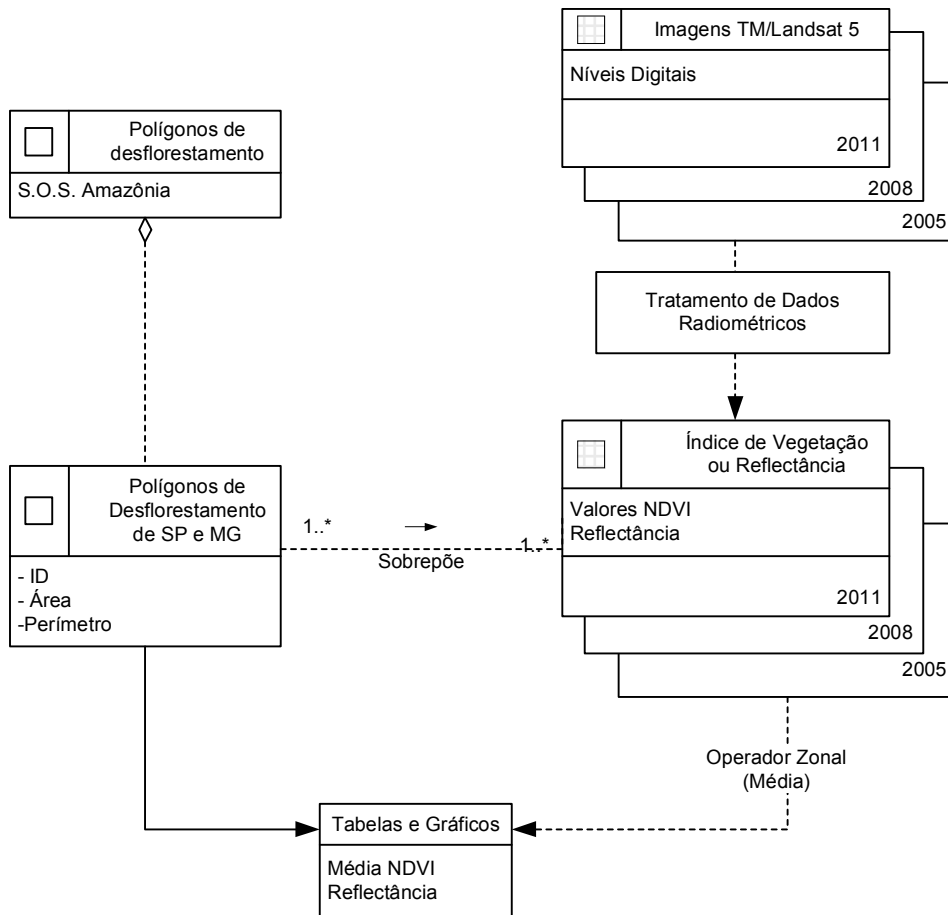 Imagens TM/Landsat 5
Níveis Digitais
2011
2008
2005
Polígonos de
desflorestamento
S.O.S. Amazônia
Tratamento de Dados
Radiométricos
Índice de Vegetação
ou Reflectância
Valores NDVI
Reflectância
2011
2008
2005
Polígonos de
Desflorestamento
de SP e MG
- ID
- Área
-Perímetro
1..*
1..*
Sobrepõe
Operador Zonal
(Média)
Tabelas e Gráficos
Média NDVI
Reflectância